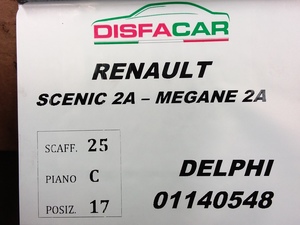 DISFACAR
RENAULT
SCENIC 2A – MEGANE 2A
SCAFF. 25
PIANO C
POSIZ. 17
DELPHI
01140548